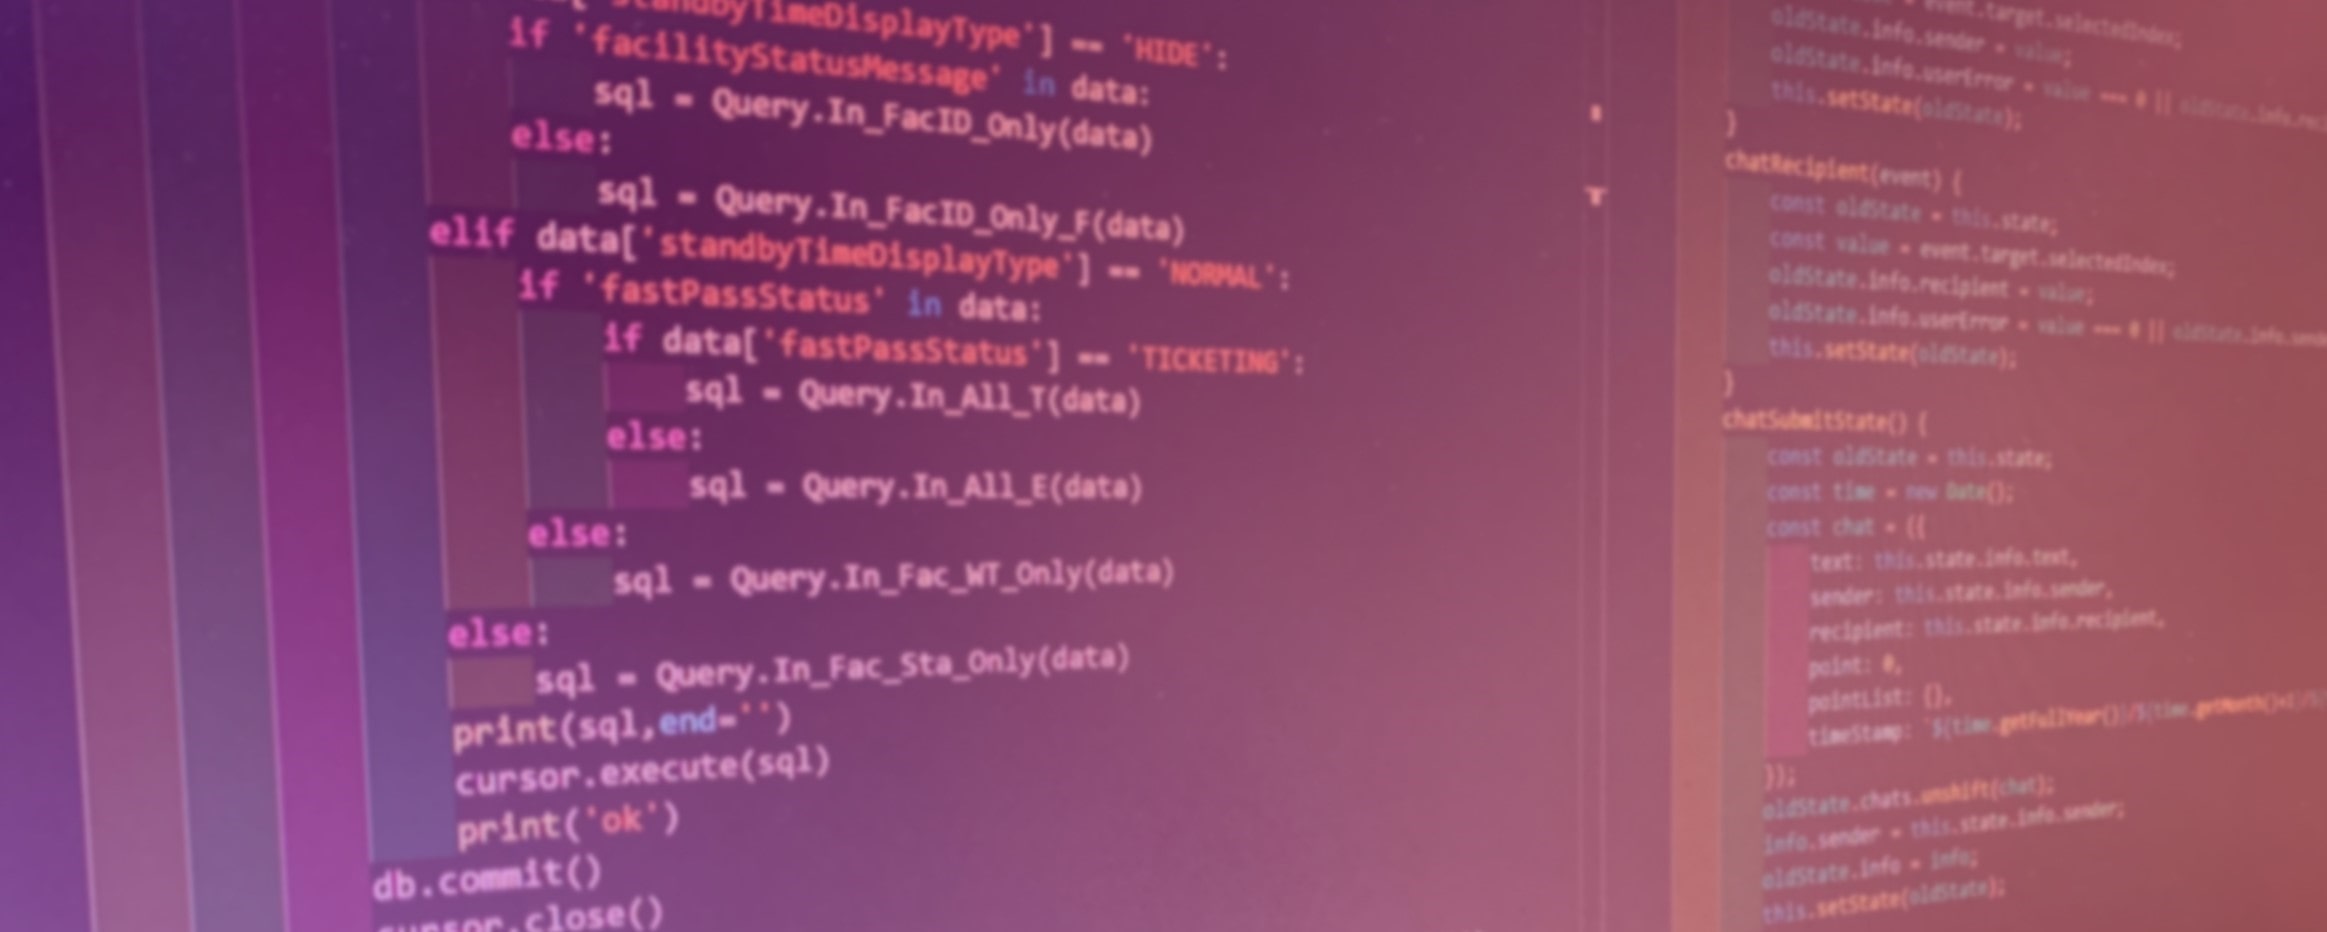 standbyTimeDisplayType'] == 'HIDE':
if 'facilityStatusMessage' in data:
sql = Query.In_FacID_Only(data)
else:
sql = Query.In_FacID_Only_F(data)
elif data['standbyTimeDisplayType'] == 'NORMAL':
if 'fastPassStatus' in data:
if data['fastPassStatus'] == 'TICKETING':
sql = Query.In_All_T(data)
else:
sql = Query.In_All_E(data)
else:
sql = Query.In_Fac_WT_Only(data)
else:
sql = Query.In_Fac_Sta_Only(data)
print(sql,end='')
cursor.execute(sql)
print('ok')
db.commit()
cursor.close()
= event.target.selectedIndex;
oldState.info.sender = value;
oldState.info.userError = value === 0 || oldState.info.
this.setState(oldState);
}
chatRecipient(event) {
const oldState = this.state;
const value = event.target.selectedIndex;
oldState.info.recipient = value;
oldState.info.userError = value === 0 || oldState.info.
this.setState(oldState);
}
chatSubmitState() {
const oldState = this.state;
const time = new Date();
const chat = ({
text: this.state.info.text,
sender: this.state.info.sender,
recipient: this.state.info.recipient,
point: 0,
pointList: {},
timeStamp: `${time.getFullYear()}/${time.getMonth()+1}/
});
oldState.chats.unshift(chat);
info.sender = this.state.info.sender;
oldState.info = info;
this.setState(oldState);